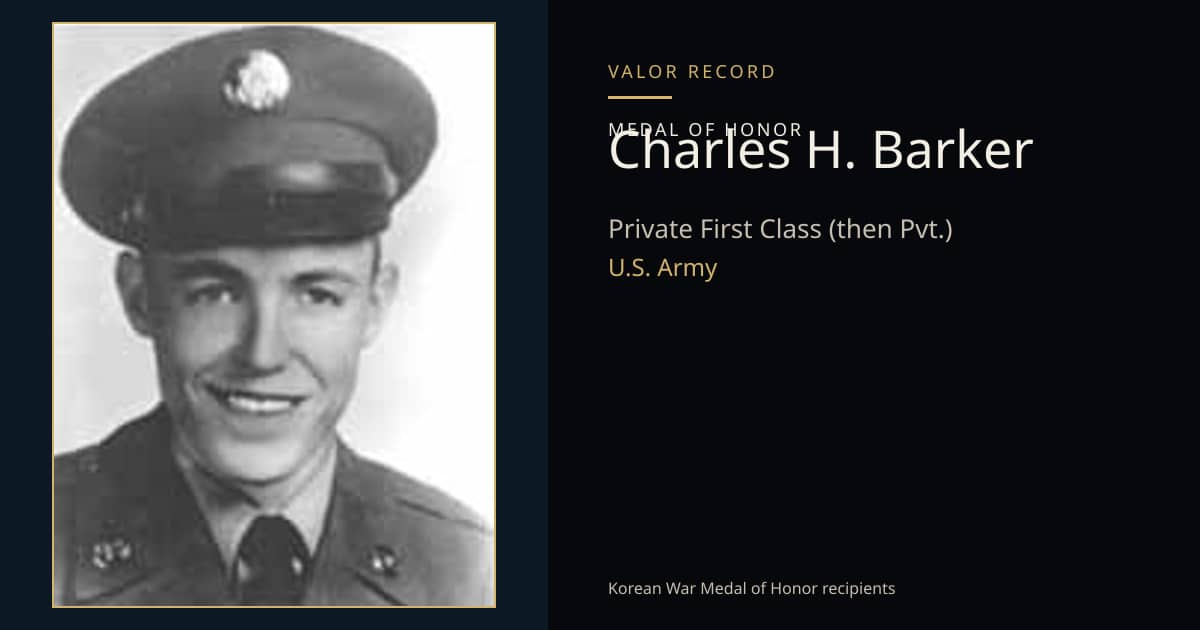 VALOR RECORD
MEDAL OF HONOR
Charles H. Barker
Private First Class (then Pvt.)
U.S. Army
Korean War Medal of Honor recipients